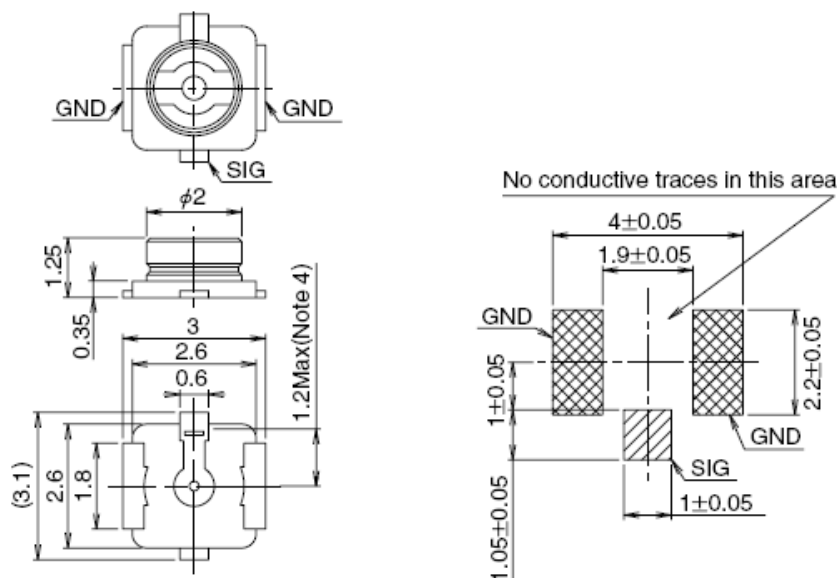 GND
GND
SIG
ϕ2
1.25
0.35
3
2.6
0.6
1.2Max(Note 4)
(3.1)
2.6
1.8
No conductive traces in this area
4±0.05
1.9±0.05
GND
2.2±0.05
1±0.05
GND
SIG
1±0.05
1.05±0.05